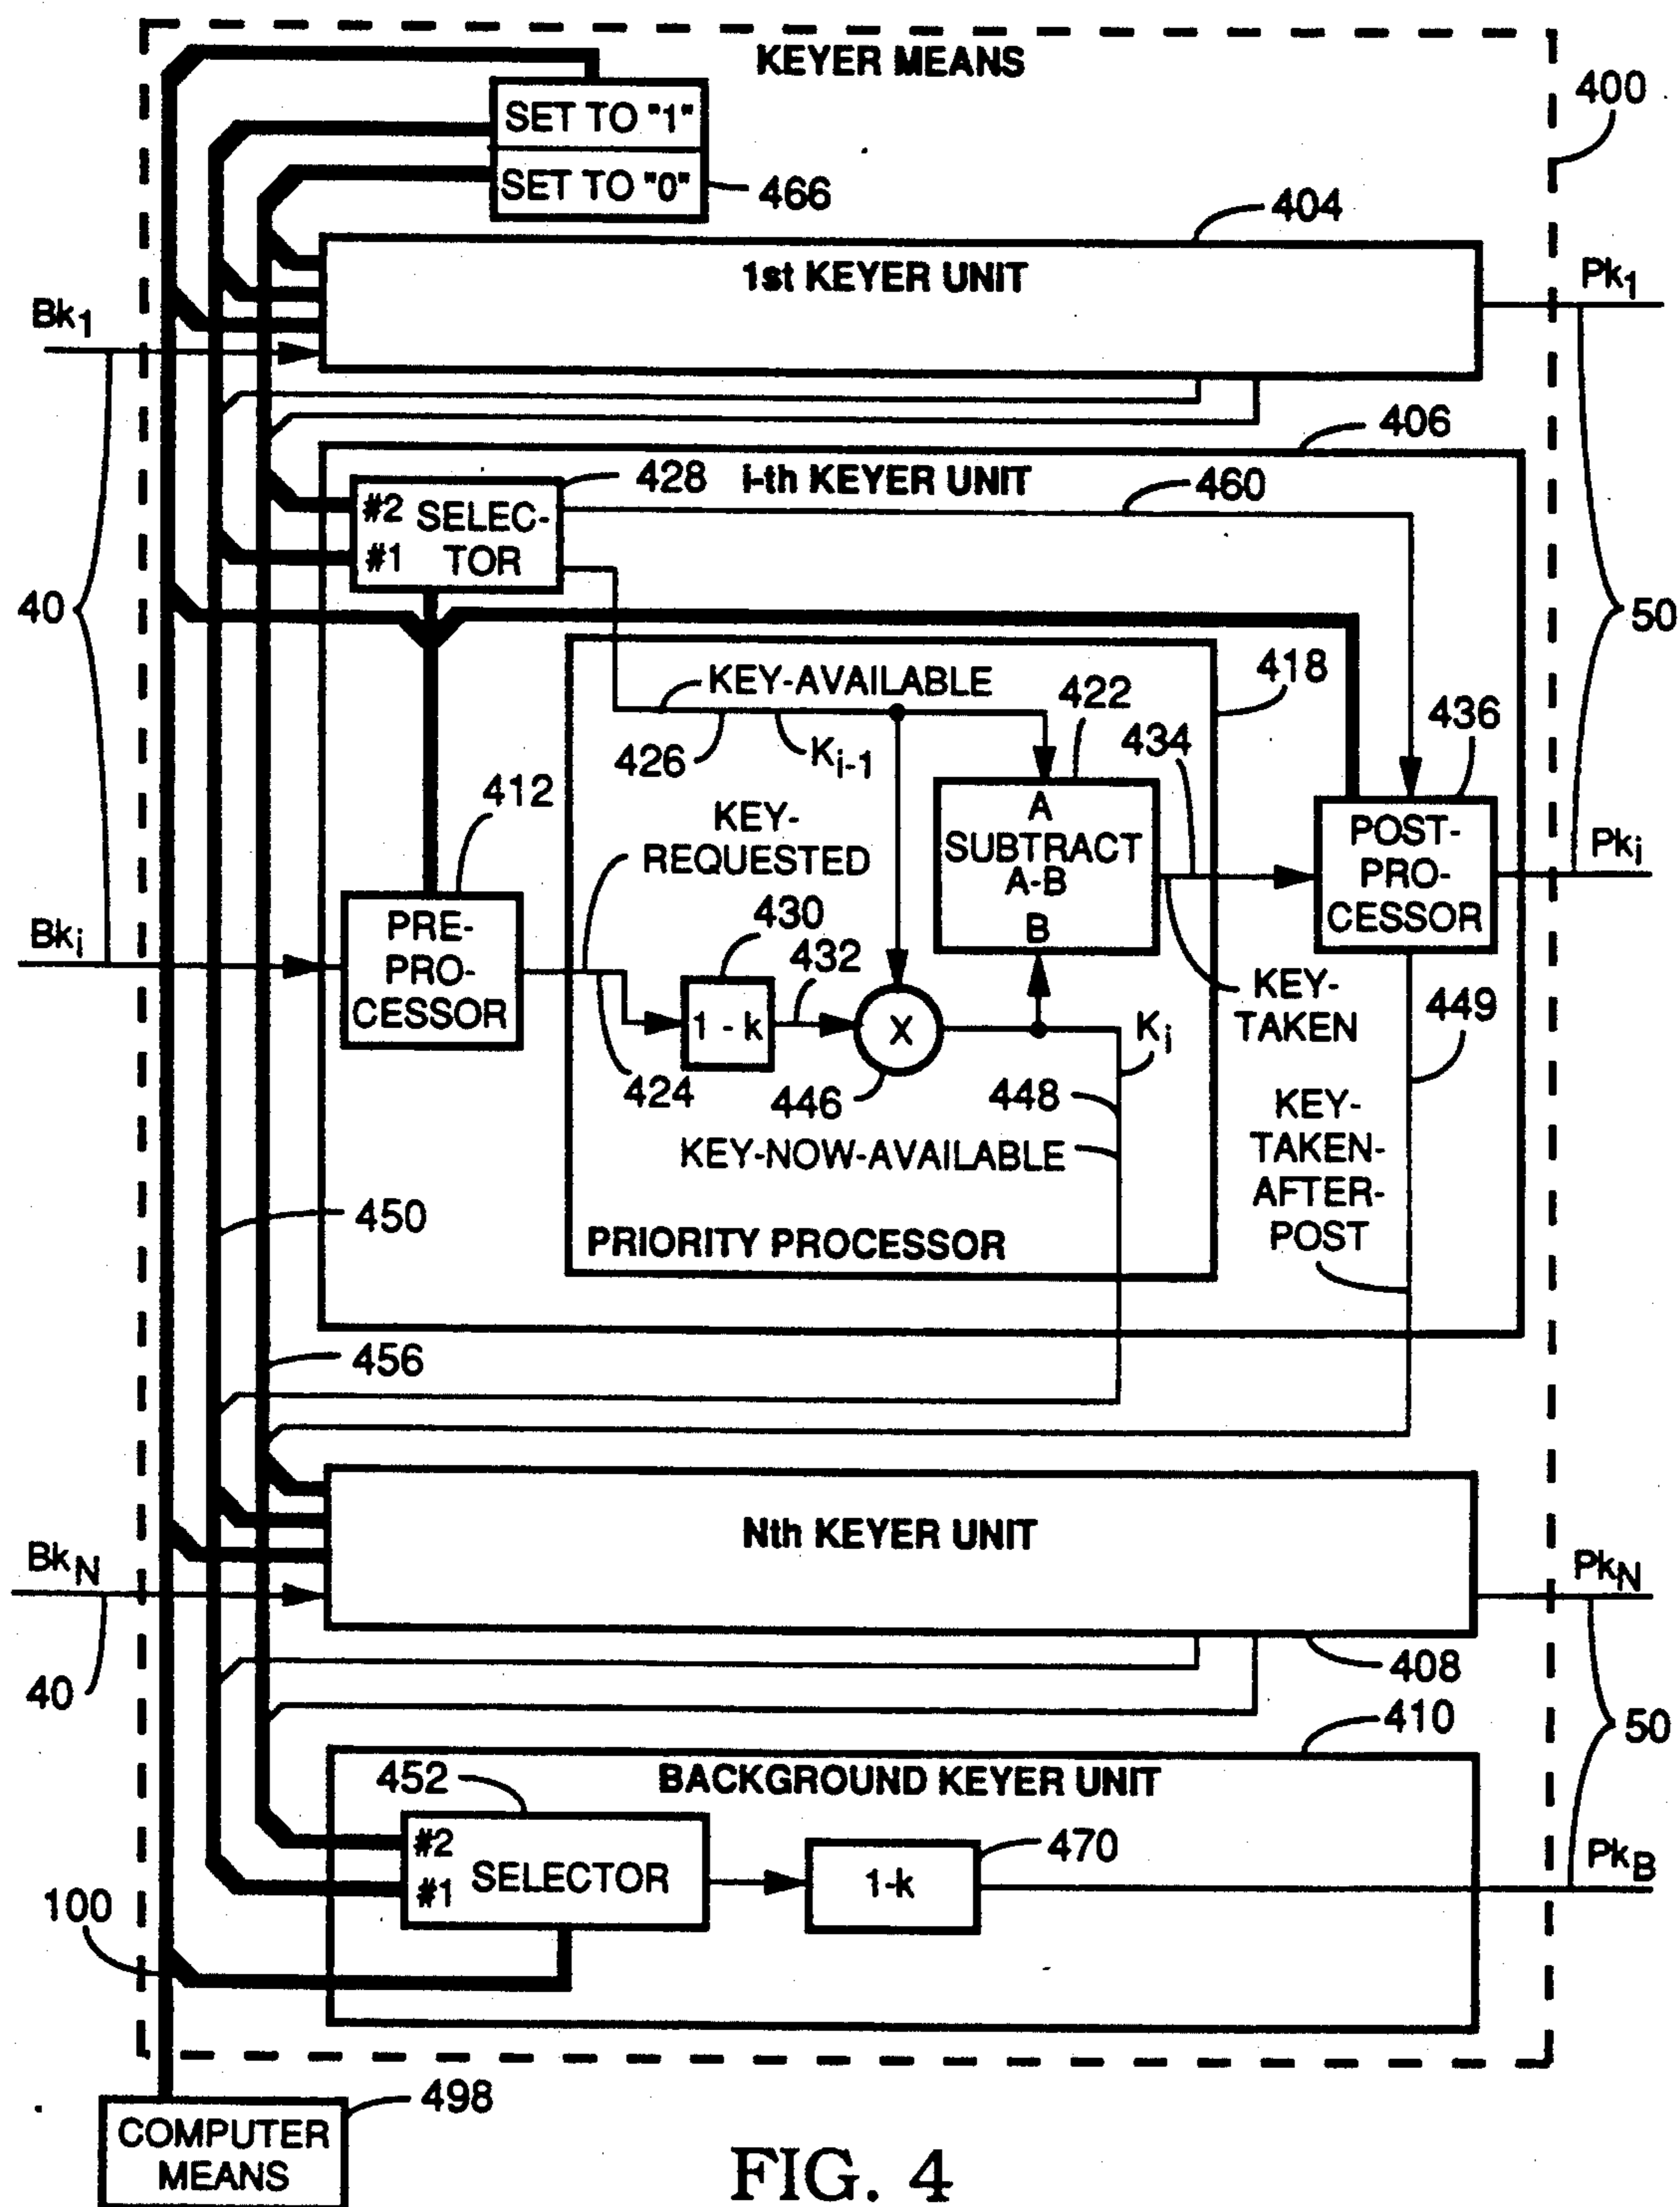 KEYER MEANS
400
SET TO "1"
SET TO "0"
466
404
1st KEYER UNIT
Bk1
Pk1
406
428
i-th KEYER UNIT
460
#2 SELEC-
#1 TOR
40
50
KEY-AVAILABLE
418
422
426
Ki-1
434
436
412
KEY-
REQUESTED
A
SUBTRACT
A-B
B
POST-
PRO-
CESSOR
Pki
Bki
PRE-
PRO-
CESSOR
430
432
1 - k
X
KEY-
TAKEN
449
424
446
Ki
448
KEY-NOW-AVAILABLE
KEY-
TAKEN-
AFTER-
POST
450
PRIORITY PROCESSOR
456
Nth KEYER UNIT
BkN
PkN
40
408
410
50
452
BACKGROUND KEYER UNIT
#2
#1 SELECTOR
470
1-k
PkB
100
498
COMPUTER
MEANS
FIG. 4